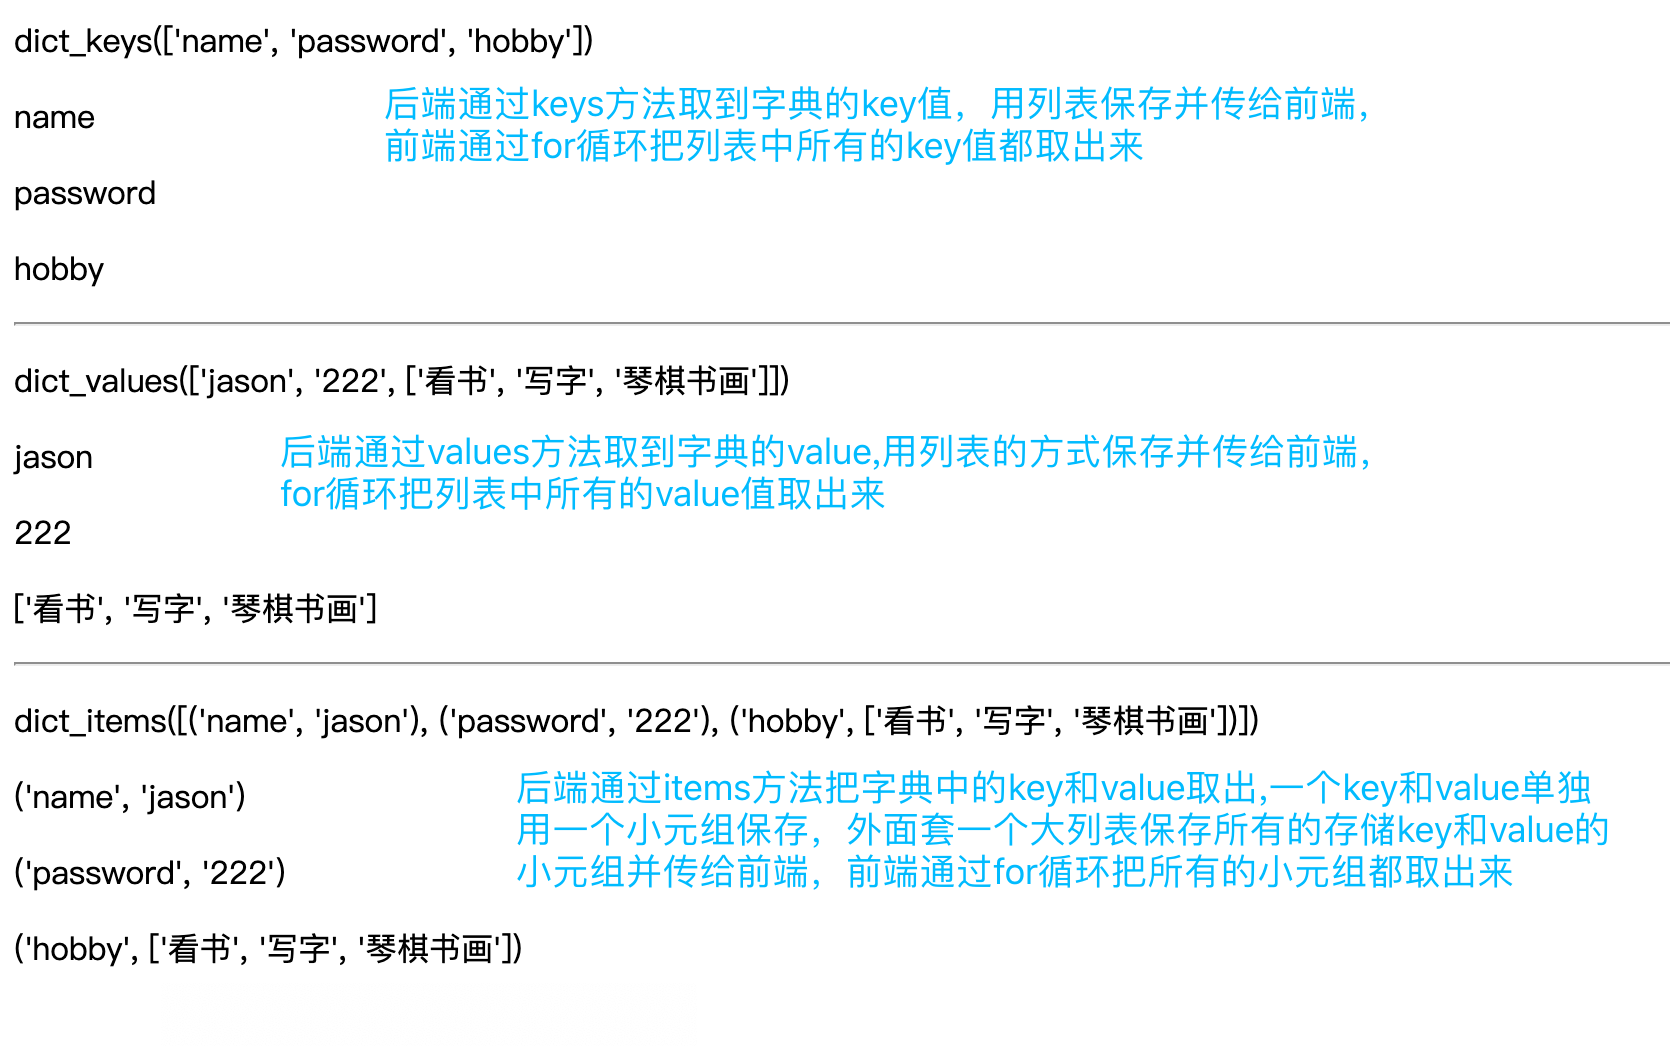 dict_keys(['name', 'password', 'hobby'])
后端通过keys方法取到字典的key值，用列表保存并传给前端，
name
前端通过for循环把列表中所有的key值都取出来
password
hobby
dict_values(['jason', '222', ['看书', '写字', '琴棋书画']])
jason
后端通过values方法取到字典的value,用列表的方式保存并传给前端，
for循环把列表中所有的value值取出来
222
['看书', '写字', '琴棋书画']
dict_items([('name', 'jason'), ('password', '222'), ('hobby', ['看书', '写字', '琴棋书画'])])
('name', 'jason')
后端通过items方法把字典中的key和value取出,一个key和value单独
用一个小元组保存，外面套一个大列表保存所有的存储key和value的
小元组并传给前端，前端通过for循环把所有的小元组都取出来
('password', '222')
('hobby', ['看书', '写字', '琴棋书画'])